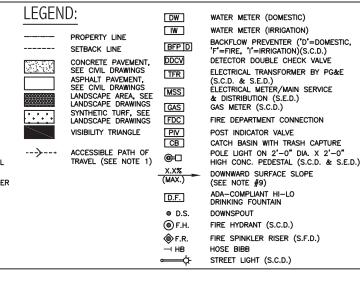 LEGEND:
PROPERTY LINE
SETBACK LINE
CONCRETE PAVEMENT,
SEE CIVIL DRAWINGS
ASPHALT PAVEMENT,
SEE CIVIL DRAWINGS
LANDSCAPE AREA, SEE
LANDSCAPE DRAWINGS
SYNTHETIC TURF, SEE
LANDSCAPE DRAWINGS
VISIBILITY TRIANGLE
ACCESSIBLE PATH OF
TRAVEL (SEE NOTE 1)
L
ER
DW WATER METER (DOMESTIC)
IW WATER METER (IRRIGATION)
BFP D BACKFLOW PREVENTER ('D'=DOMESTIC,
'F'=FIRE, 'I'=IRRIGATION)(S.C.D.)
DDCV DETECTOR DOUBLE CHECK VALVE
TFR ELECTRICAL TRANSFORMER BY PG&E
(S.C.D. & S.E.D.)
MSS ELECTRICAL METER/MAIN SERVICE
& DISTRIBUTION (S.E.D.)
GAS GAS METER (S.C.D.)
FDC FIRE DEPARTMENT CONNECTION
PIV POST INDICATOR VALVE
CB CATCH BASIN WITH TRASH CAPTURE
POLE LIGHT ON 2'-0" DIA. X 2'-0"
HIGH CONC. PEDESTAL (S.C.D. & S.E.D.)
X.X% DOWNWARD SURFACE SLOPE
(MAX.) (SEE NOTE #9)
D.F. ADA-COMPLIANT HI-LO
DRINKING FOUNTAIN
D.S. DOWNSPOUT
F.H. FIRE HYDRANT (S.C.D.)
F.R. FIRE SPINKLER RISER (S.F.D.)
HB HOSE BIBB
STREET LIGHT (S.C.D.)